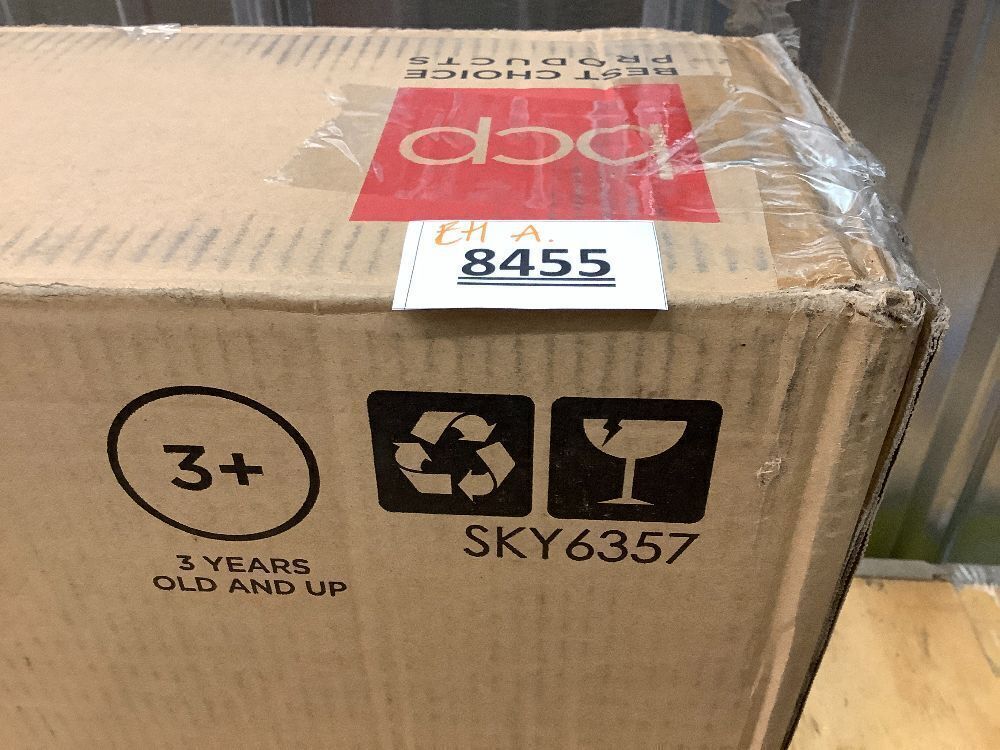 BEST CHOICE
PRODUCTS
bcp
EH A.
8455
3+
3 YEARS
OLD AND UP
SKY6357